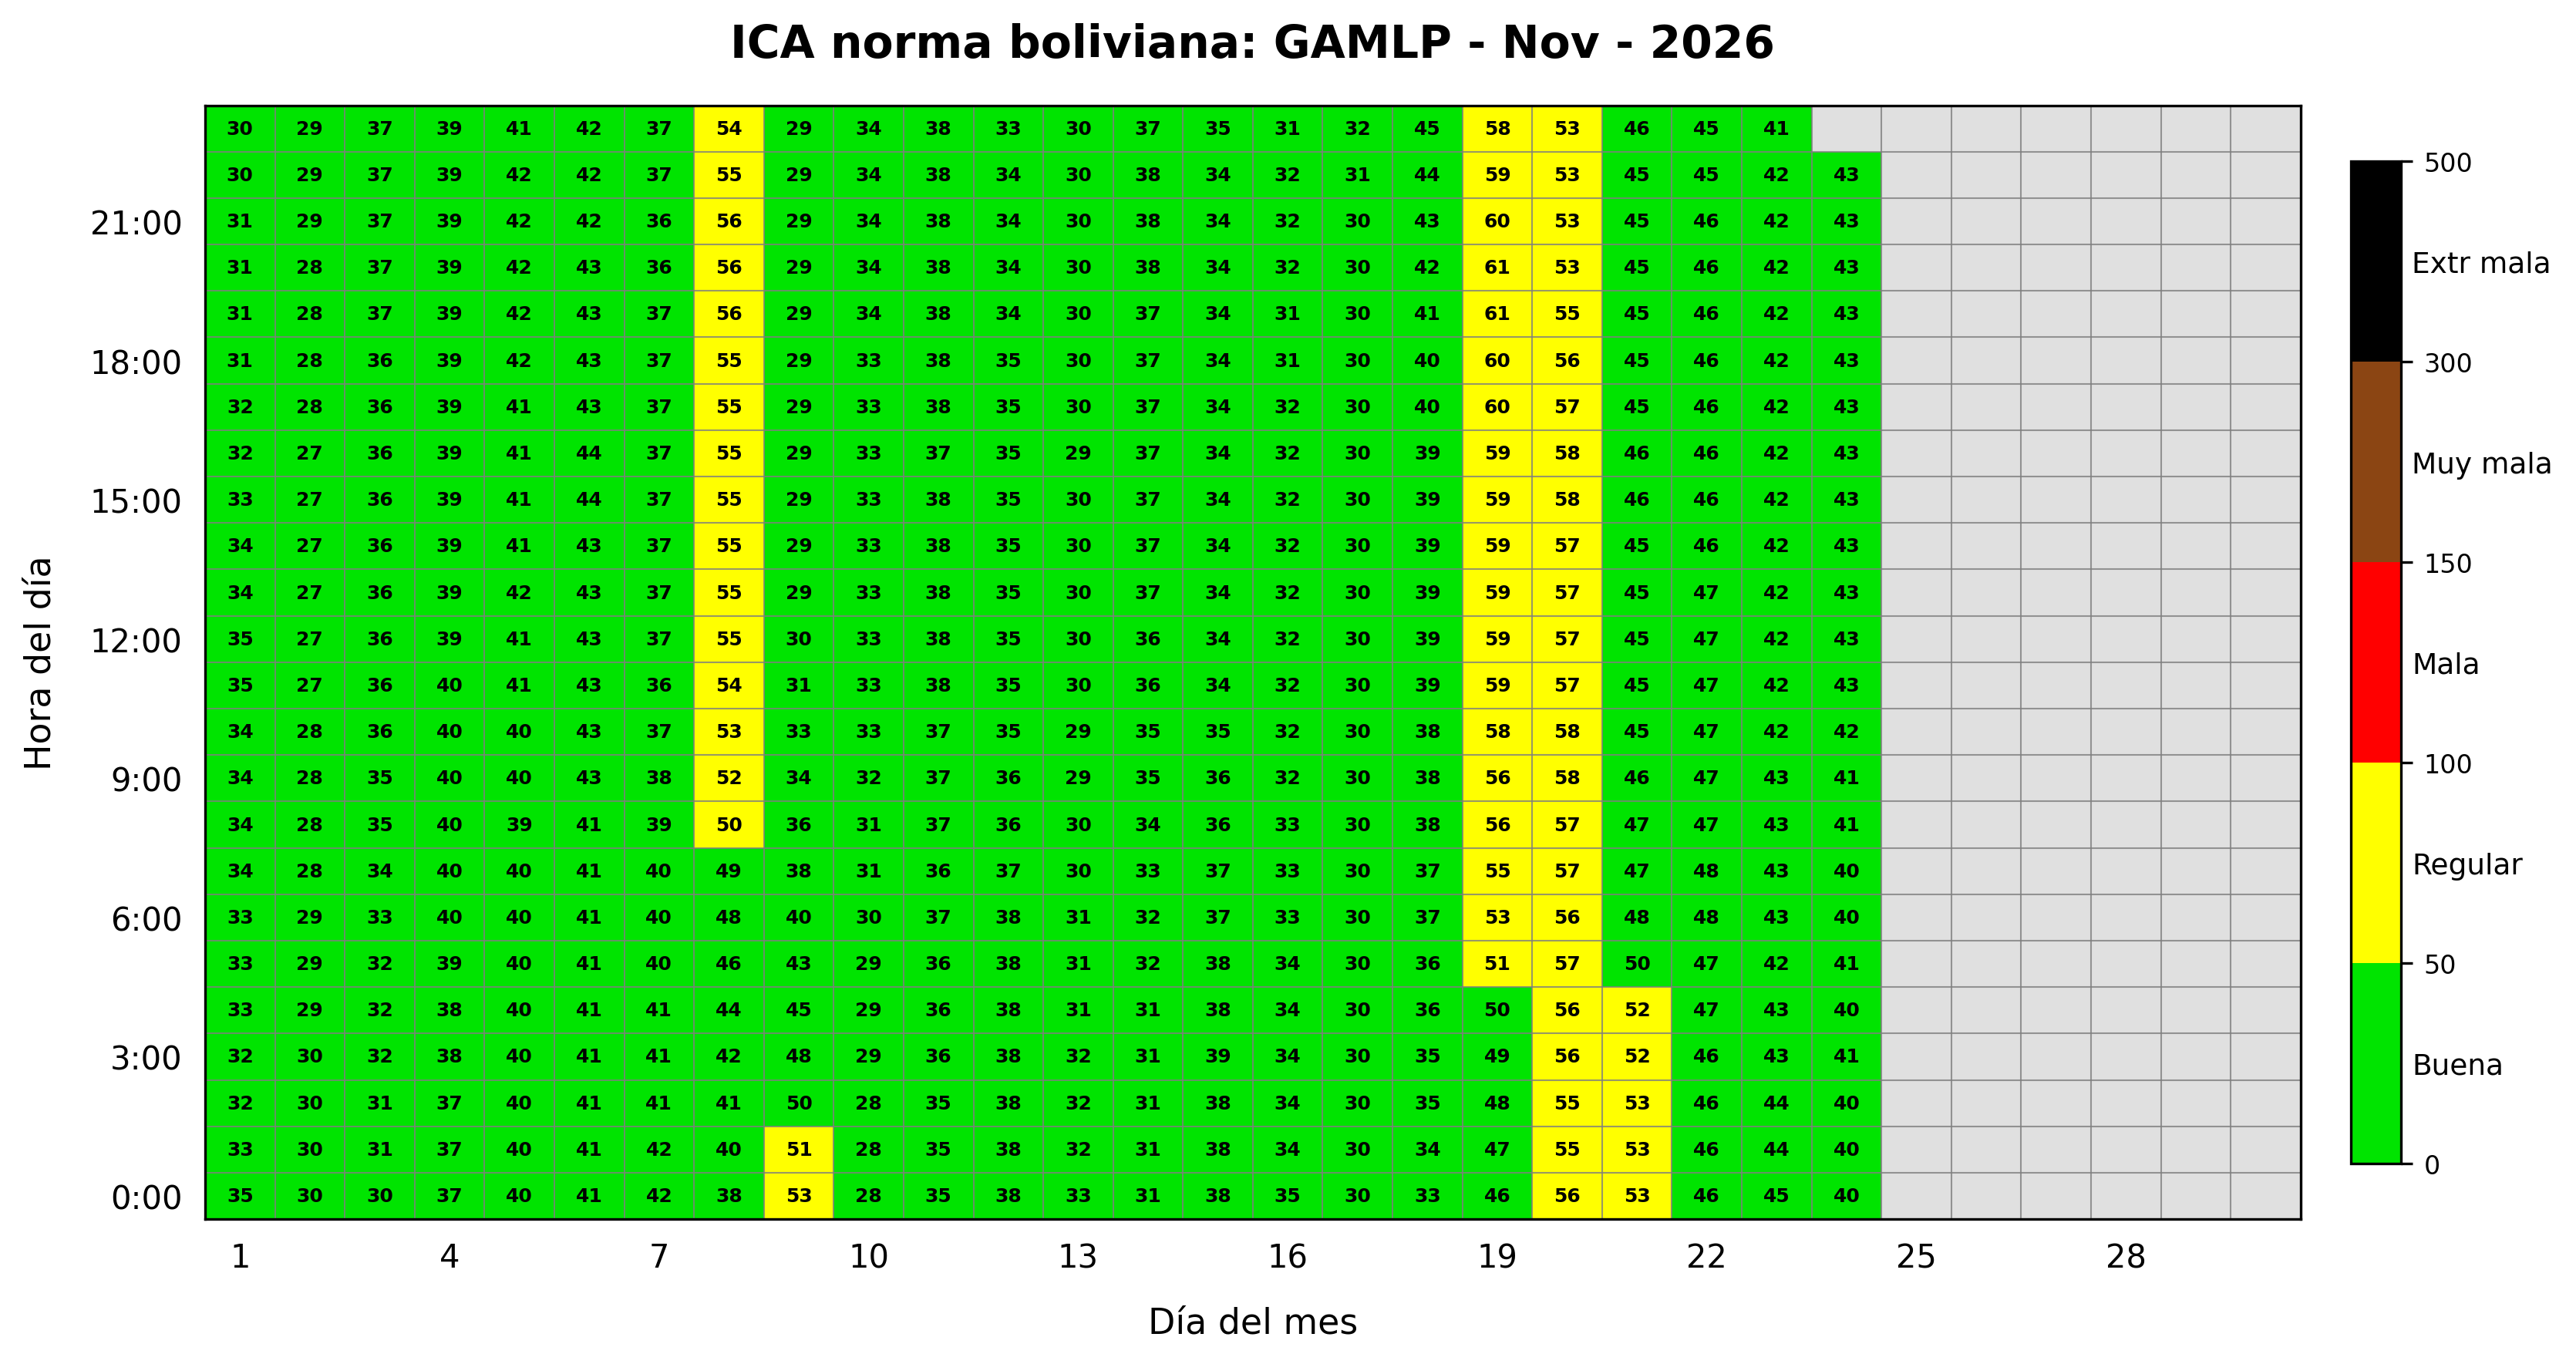 ICA norma boliviana: GAMLP - Nov - 2026
30 29 37 39 41 42 37 54 29 34 38 33 30 37 35 31 32 45 58 53 46 45 41
30 29 37 39 42 42 37 55 29 34 38 34 30 38 34 32 31 44 59 53 45 45 42 43
21:00 31 29 37 39 42 42 36 56 29 34 38 34 30 38 34 32 30 43 60 53 45 46 42 43
31 28 37 39 42 43 36 56 29 34 38 34 30 38 34 32 30 42 61 53 45 46 42 43
31 28 37 39 42 43 37 56 29 34 38 34 30 37 34 31 30 41 61 55 45 46 42 43
18:00 31 28 36 39 42 43 37 55 29 33 38 35 30 37 34 31 30 40 60 56 45 46 42 43
32 28 36 39 41 43 37 55 29 33 38 35 30 37 34 32 30 40 60 57 45 46 42 43
32 27 36 39 41 44 37 55 29 33 37 35 29 37 34 32 30 39 59 58 46 46 42 43
15:00 33 27 36 39 41 44 37 55 29 33 38 35 30 37 34 32 30 39 59 58 46 46 42 43
34 27 36 39 41 43 37 55 29 33 38 35 30 37 34 32 30 39 59 57 45 46 42 43
34 27 36 39 42 43 37 55 29 33 38 35 30 37 34 32 30 39 59 57 45 47 42 43
12:00 35 27 36 39 41 43 37 55 30 33 38 35 30 36 34 32 30 39 59 57 45 47 42 43
35 27 36 40 41 43 36 54 31 33 38 35 30 36 34 32 30 39 59 57 45 47 42 43
34 28 36 40 40 43 37 53 33 33 37 35 29 35 35 32 30 38 58 58 45 47 42 42
9:00 34 28 35 40 40 43 38 52 34 32 37 36 29 35 36 32 30 38 56 58 46 47 43 41
34 28 35 40 39 41 39 50 36 31 37 36 30 34 36 33 30 38 56 57 47 47 43 41
34 28 34 40 40 41 40 49 38 31 36 37 30 33 37 33 30 37 55 57 47 48 43 40
6:00 33 29 33 40 40 41 40 48 40 30 37 38 31 32 37 33 30 37 53 56 48 48 43 40
33 29 32 39 40 41 40 46 43 29 36 38 31 32 38 34 30 36 51 57 50 47 42 41
33 29 32 38 40 41 41 44 45 29 36 38 31 31 38 34 30 36 50 56 52 47 43 40
3:00 32 30 32 38 40 41 41 42 48 29 36 38 32 31 39 34 30 35 49 56 52 46 43 41
32 30 31 37 40 41 41 41 50 28 35 38 32 31 38 34 30 35 48 55 53 46 44 40
33 30 31 37 40 41 42 40 51 28 35 38 32 31 38 34 30 34 47 55 53 46 44 40
0:00 35 30 30 37 40 41 42 38 53 28 35 38 33 31 38 35 30 33 46 56 53 46 45 40
1 4 7 10 13 16 19 22 25 28
Día del mes
Hora del día
500
Extr mala
300
Muy mala
150
Mala
100
Regular
50
Buena
0